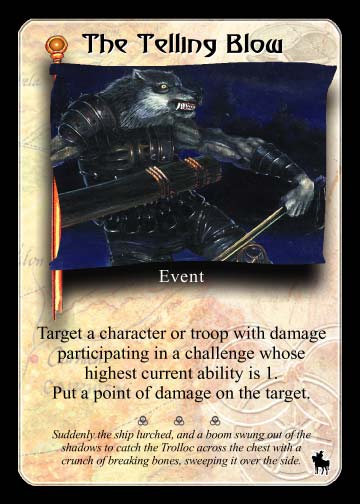 The Telling Blow
Event
Target a character or troop with damage
participating in a challenge whose
highest current ability is 1.
Put a point of damage on the target.
Suddenly the ship lurched, and a boom swung out of the
shadows to catch the Trolloc across the chest with a
crunch of breaking bones, sweeping it over the side.